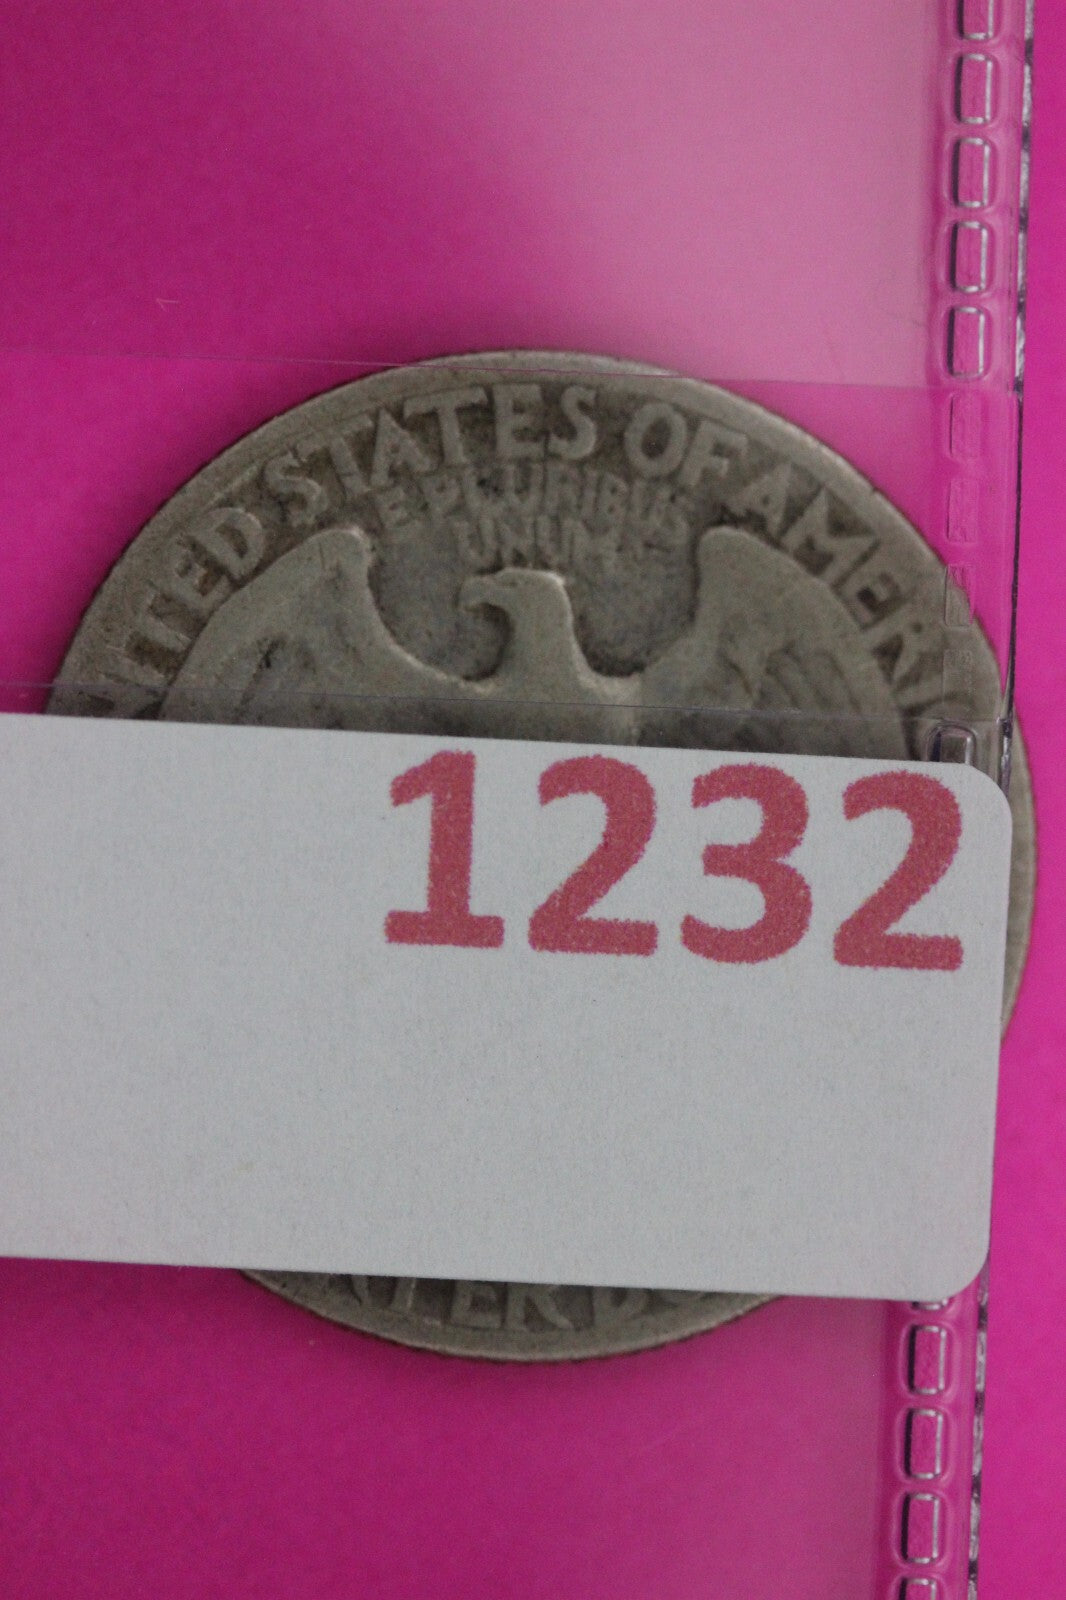 UNITED STATES OF AMERICA
E PLURIBUS
UNUM
1232